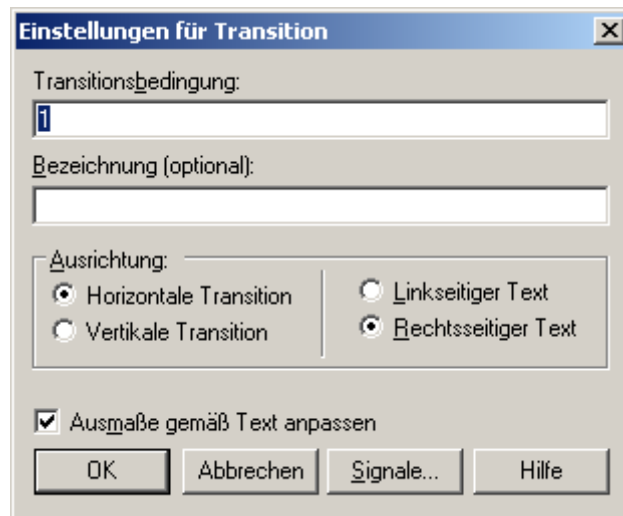 Einstellungen für Transition
Transitionsbedingung:
1
Bezeichnung (optional):
Ausrichtung:
Horizontale Transition
Linkseitiger Text
Vertikale Transition
Rechtsseitiger Text
Ausmaße gemäß Text anpassen
OK Abbrechen Signale... Hilfe